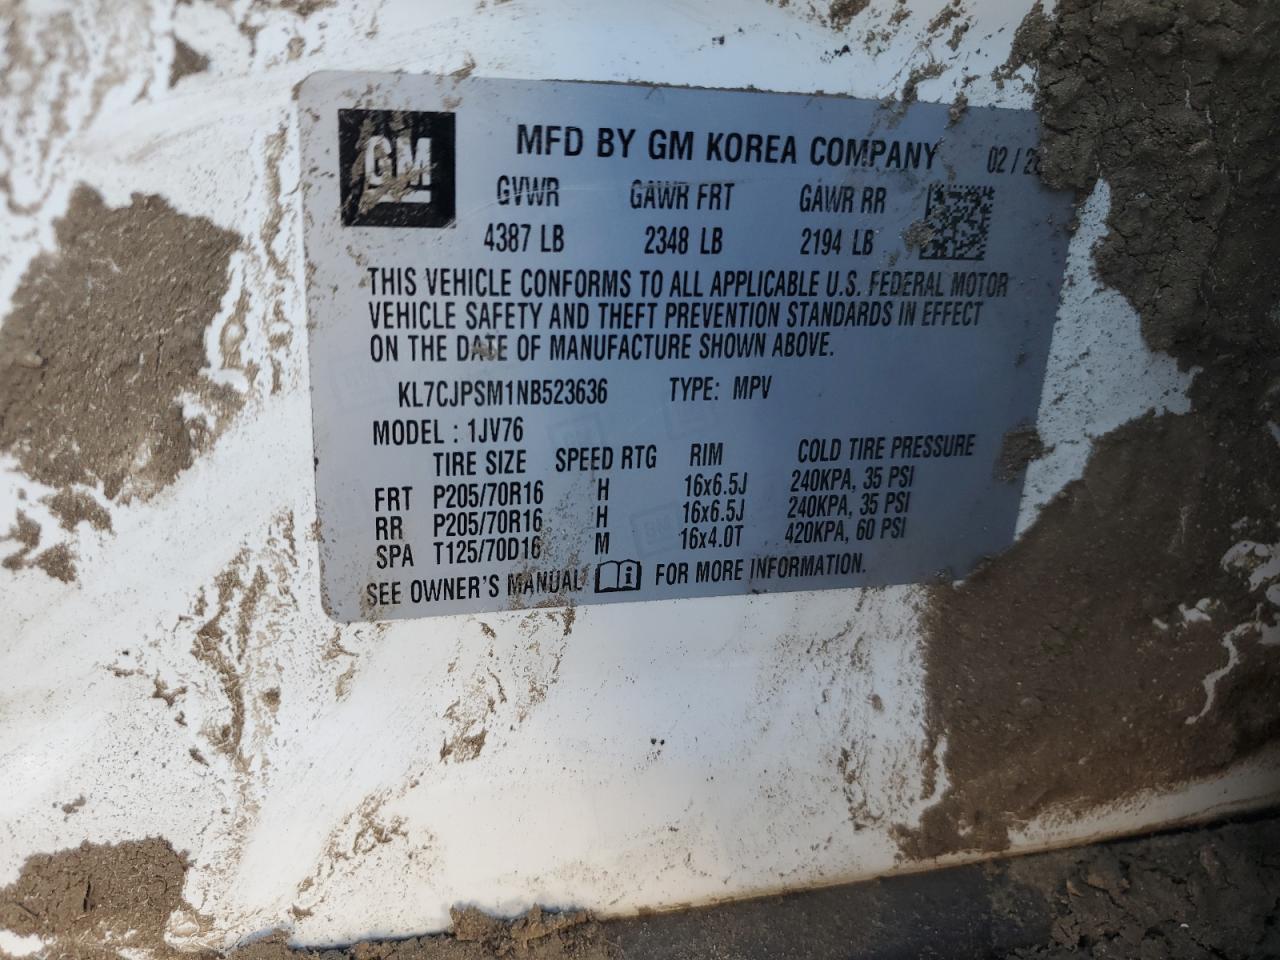 GM MFD BY GM KOREA COMPANY 02 / 2
GVWR GAWR FRT GAWR RR
4387 LB 2348 LB 2194 LB
THIS VEHICLE CONFORMS TO ALL APPLICABLE U.S. FEDERAL MOTOR
VEHICLE SAFETY AND THEFT PREVENTION STANDARDS IN EFFECT
ON THE DATE OF MANUFACTURE SHOWN ABOVE.
KL7CJPSM1NB523636 TYPE: MPV
MODEL : 1JV76
TIRE SIZE SPEED RTG RIM COLD TIRE PRESSURE
FRT P205/70R16 H 16x6.5J 240KPA, 35 PSI
RR P205/70R16 H 16x6.5J 240KPA, 35 PSI
SPA T125/70D16 M 16x4.0T 420KPA, 60 PSI
SEE OWNER'S MANUAL FOR MORE INFORMATION.